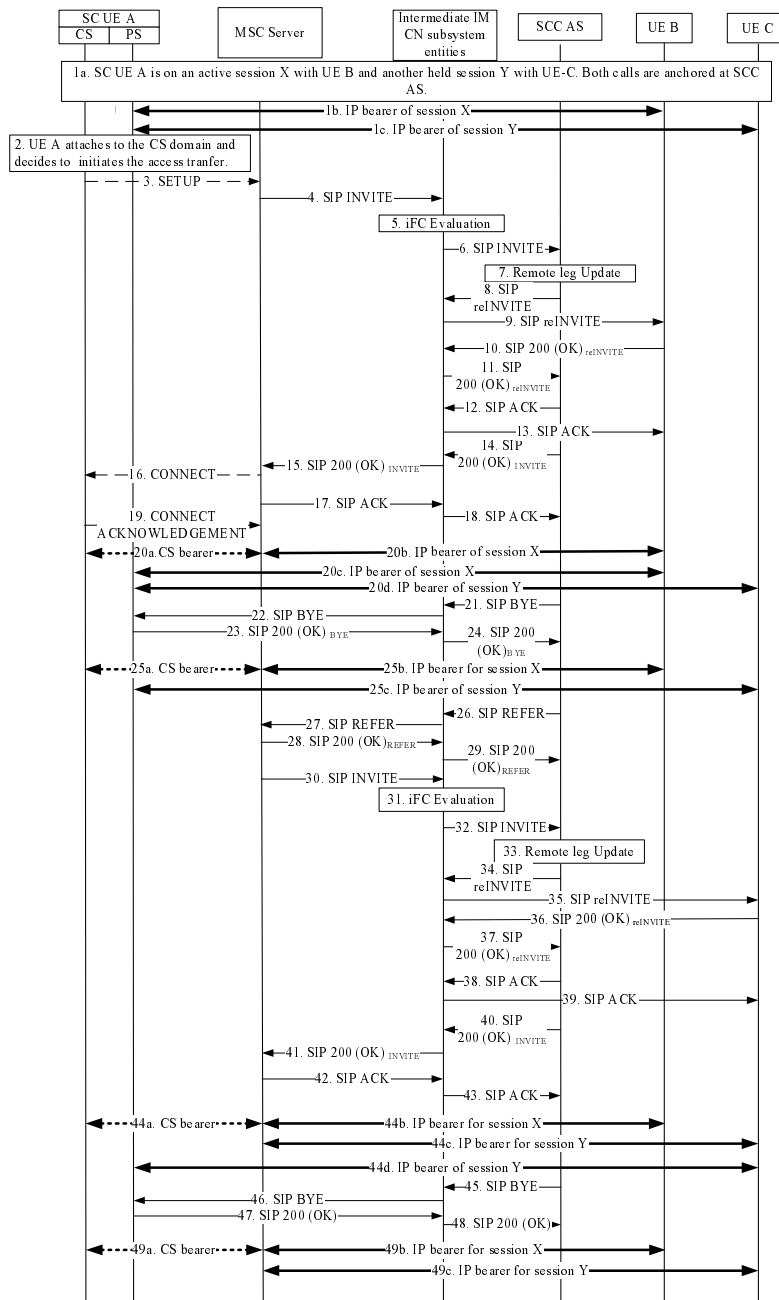 SC UE A
CS
PS
MSC Server
Intermediate IM
CN subsystem
entities
SCC AS
UE B
UE C
1a. SC UE A is on an active session X with UE B and another held session Y with UE-C. Both calls are anchored at SCC
AS.
1b. IP bearer of session X
1c. IP bearer of session Y
2. UE A attaches to the CS domain and
decides to initiates the access tranfer.
3. SETUP
4. SIP INVITE
5. iFC Evaluation
6. SIP INVITE
7. Remote leg Update
8. SIP
reINVITE
9. SIP reINVITE
10. SIP 200 (OK) reINVITE
11. SIP
200 (OK) reINVITE
12. SIP ACK
13. SIP ACK
14. SIP
200 (OK) INVITE
15. SIP 200 (OK) INVITE
16. CONNECT
17. SIP ACK
18. SIP ACK
19. CONNECT
ACKNOWLEDGEMENT
20a. CS bearer
20b. IP bearer of session X
20c. IP bearer of session X
20d. IP bearer of session Y
21. SIP BYE
22. SIP BYE
23. SIP 200 (OK) BYE
24. SIP 200
(OK)BYE
25a. CS bearer
25b. IP bearer for session X
25c. IP bearer of session Y
26. SIP REFER
27. SIP REFER
28. SIP 200 (OK)REFER
29. SIP 200
(OK)REFER
30. SIP INVITE
31. iFC Evaluation
32. SIP INVITE
33. Remote leg Update
34. SIP
reINVITE
35. SIP reINVITE
36. SIP 200 (OK) reINVITE
37. SIP
200 (OK) reINVITE
38. SIP ACK
39. SIP ACK
40. SIP
200 (OK) INVITE
41. SIP 200 (OK) INVITE
42. SIP ACK
43. SIP ACK
44a. CS bearer
44b. IP bearer for session X
44c. IP bearer for session Y
44d. IP bearer of session Y
45. SIP BYE
46. SIP BYE
47. SIP 200 (OK)
48. SIP 200 (OK)
49a. CS bearer
49b. IP bearer for session X
49c. IP bearer for session Y